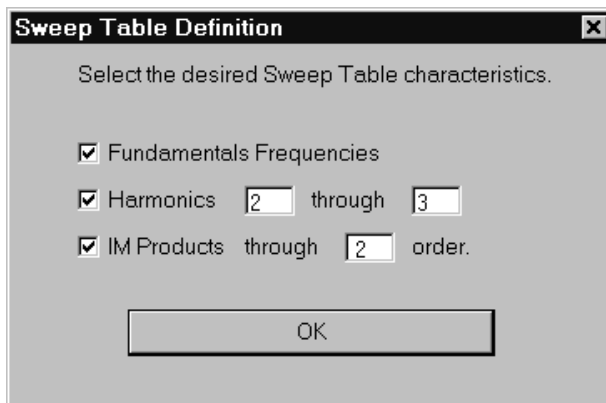 Sweep Table Definition
Select the desired Sweep Table characteristics.
Fundamentals Frequencies
Harmonics 2 through 3
IM Products through 2 order.
OK